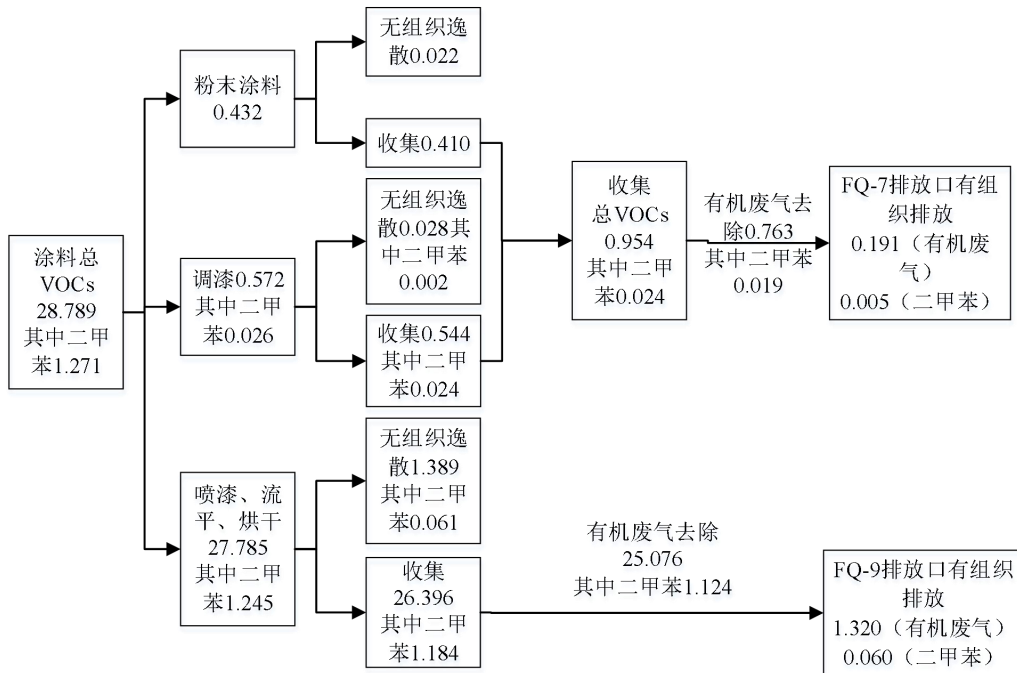 涂料总
VOCs
28.789
其中二甲
苯1.271
粉末涂料
0.432
调漆0.572
其中二甲
苯0.026
喷漆、流
平、烘干
27.785
其中二甲
苯1.245
无组织逸
散0.022
收集0.410
无组织逸
散0.028其
中二甲苯
0.002
收集0.544
其中二甲
苯0.024
无组织逸
散1.389
其中二甲
苯0.061
收集
26.396
其中二甲
苯1.184
收集
总VOCs
0.954
其中二甲
苯0.024
有机废气去
除0.763
其中二甲苯
0.019
FQ-7排放口有组
织排放
0.191（有机废
气）
0.005（二甲苯）
有机废气去除
25.076
其中二甲苯1.124
FQ-9排放口有组织
排放
1.320（有机废气）
0.060（二甲苯）